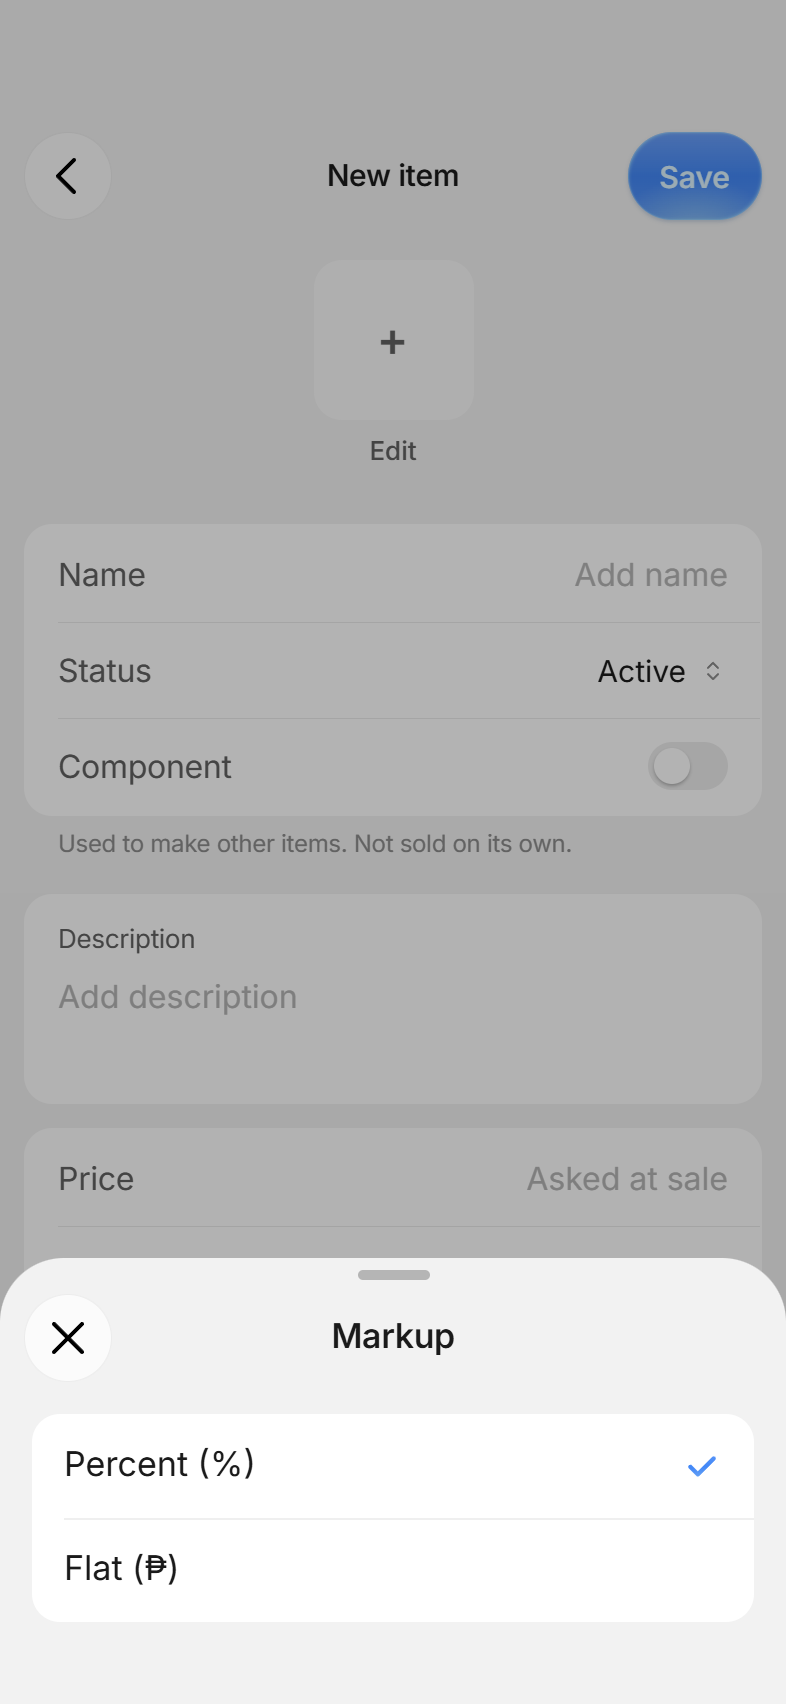 New item
Save
+
Edit
Name
Add name
Status
Active
Component
Used to make other items. Not sold on its own.
Description
Add description
Price
Asked at sale
Markup
Percent (%)
Flat (₱)